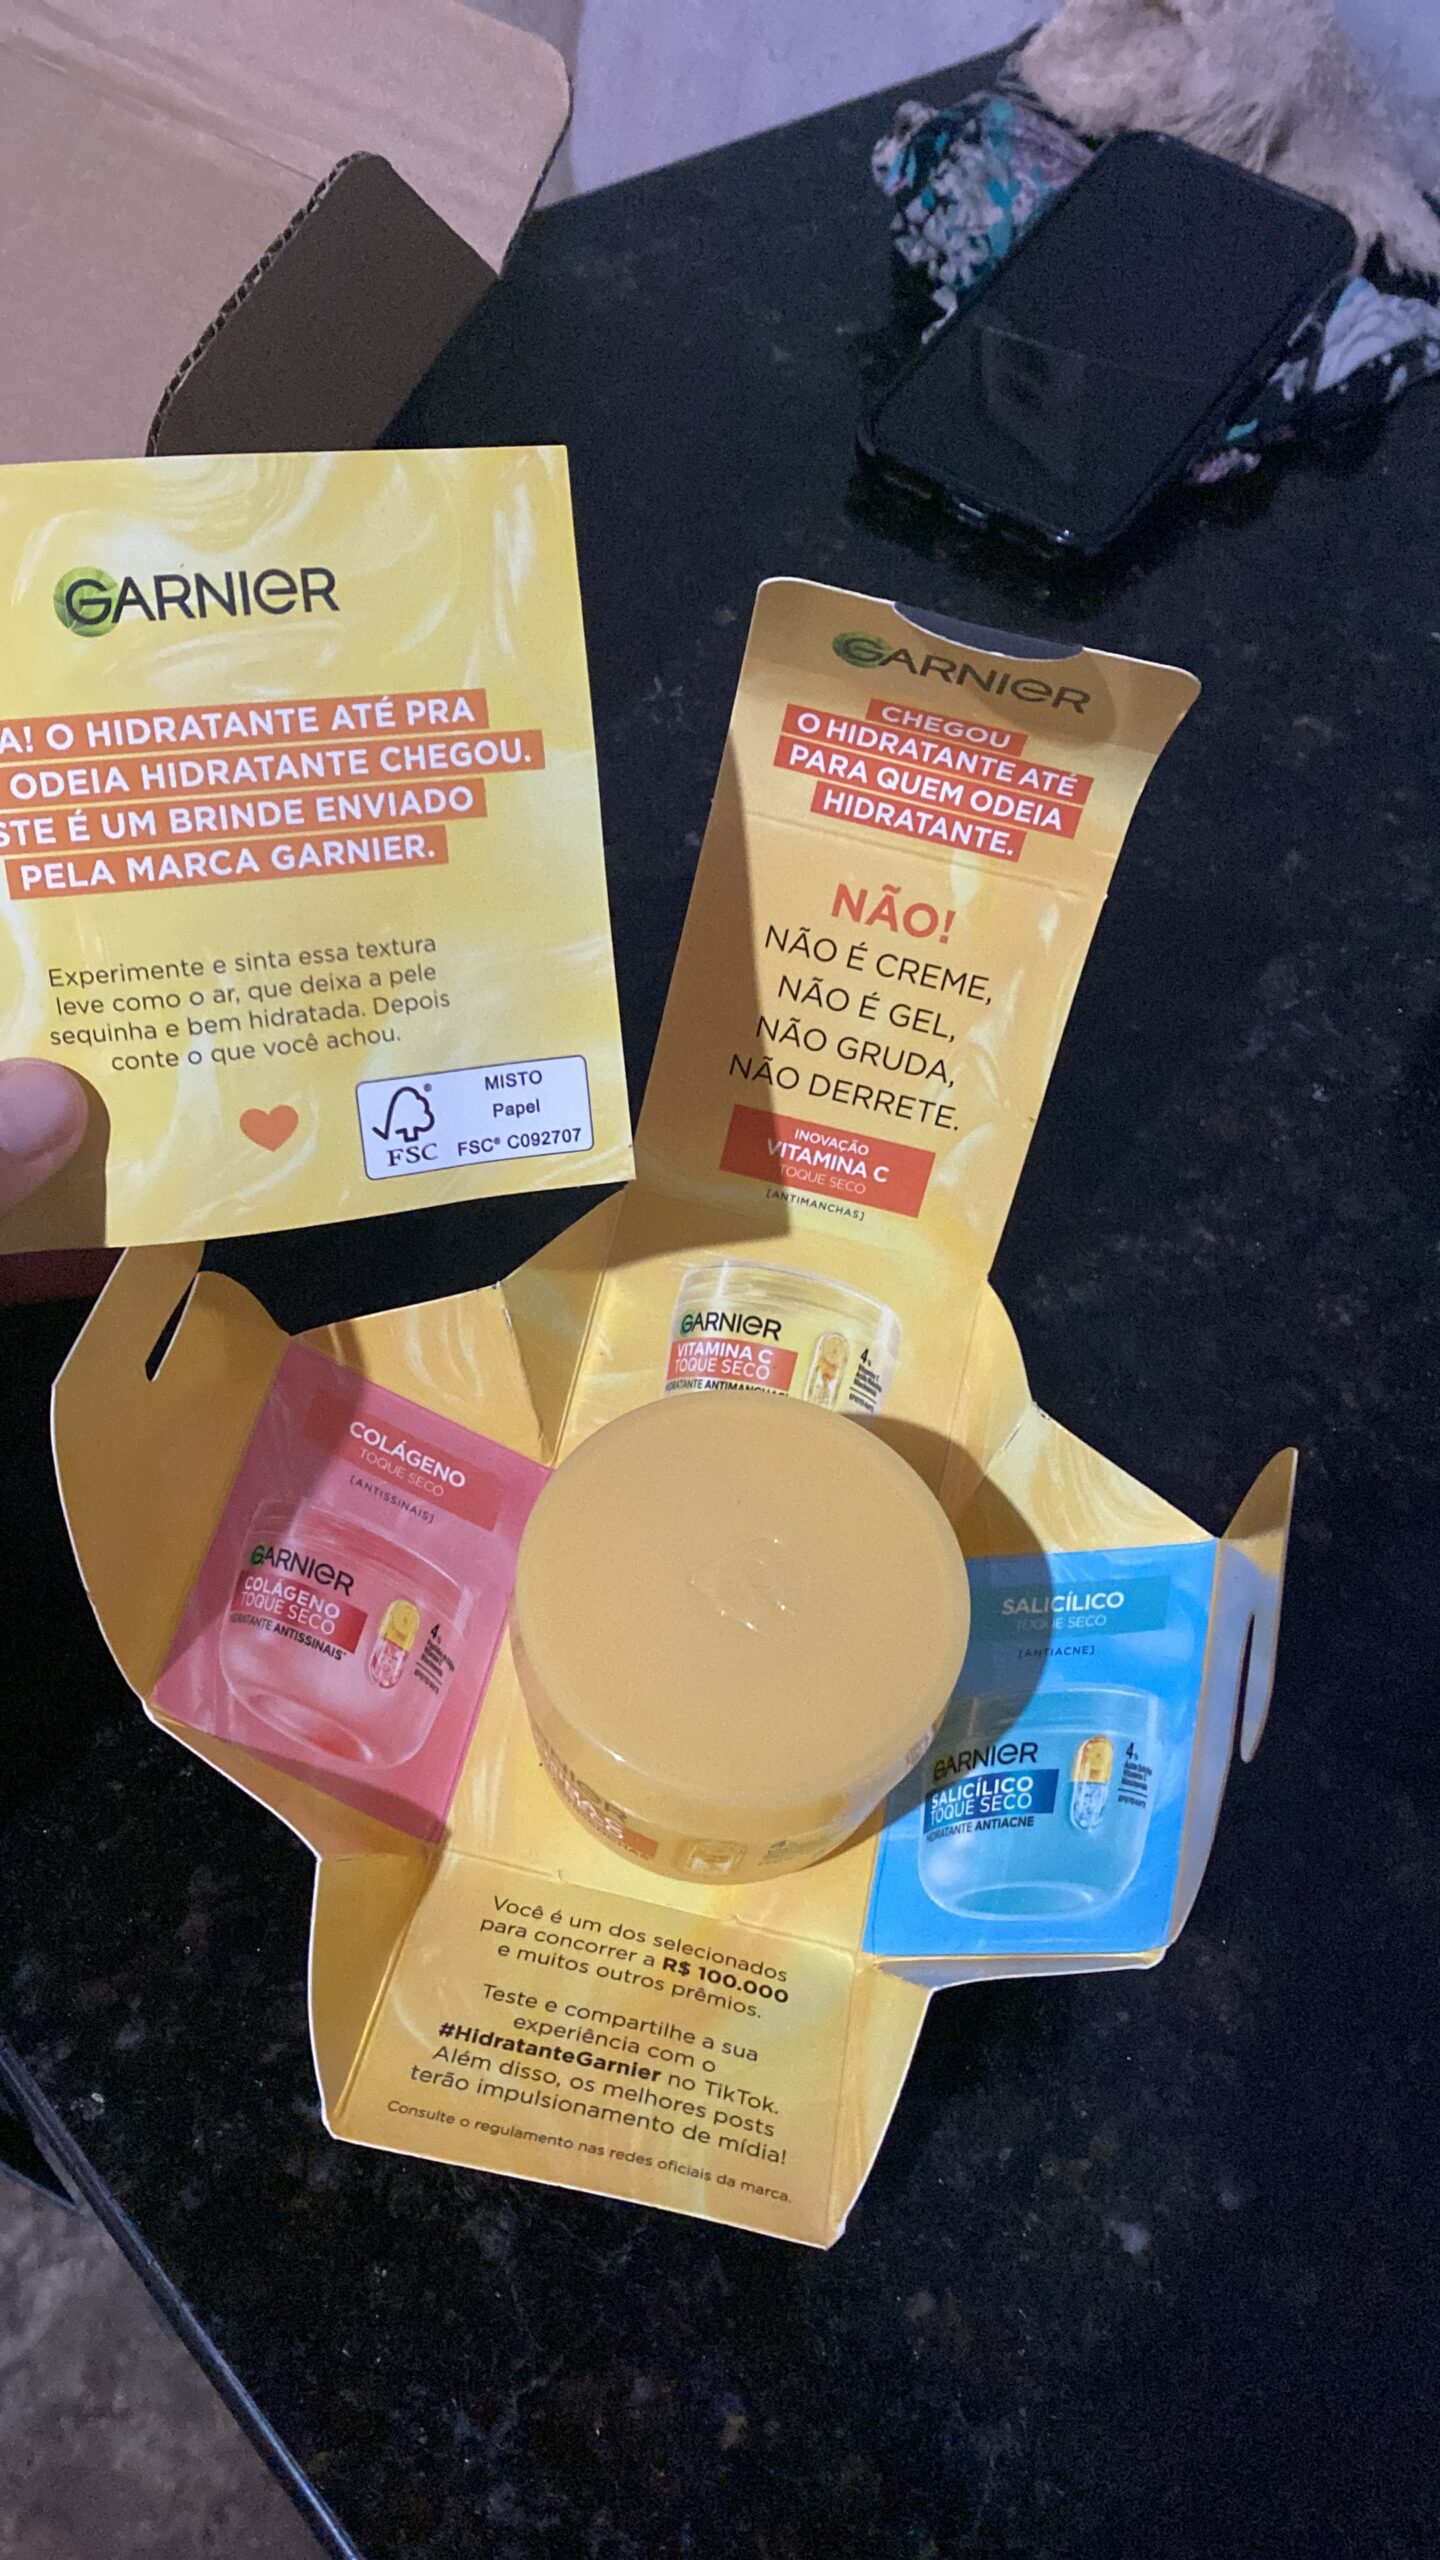 GARNIER
A! O HIDRATANTE ATÉ PRA
ODEIA HIDRATANTE CHEGOU.
STE É UM BRINDE ENVIADO
PELA MARCA GARNIER.
Experimente e sinta essa textura
leve como o ar, que deixa a pele
sequinha e bem hidratada. Depois
conte o que você achou.
FSC®
MISTO
Papel
FSC® C092707
GARNIER
CHEGOU
O HIDRATANTE ATÉ
PARA QUEM ODEIA
HIDRATANTE.
NÃO!
NÃO É CREME,
NÃO É GEL,
NÃO GRUDA,
NÃO DERRETE.
INOVAÇÃO
VITAMINA C
TOQUE SECO
[ANTIMANCHAS]
GARNIER
VITAMINA C
TOQUE SECO
4%
COLÁGENO
TOQUE SECO
[ANTISSINAIS]
GARNIER
COLÁGENO
TOQUE SECO
HIDRATANTE ANTISSINAIS*
4%
SALICÍLICO
TOQUE SECO
[ANTIACNE]
GARNIER
SALICÍLICO
TOQUE SECO
HIDRATANTE ANTIACNE
4%
Você é um dos selecionados
para concorrer a R$ 100.000
e muitos outros prêmios.
Teste e compartilhe a sua
experiência com o
#HidratanteGarnier no TikTok.
Além disso, os melhores posts
terão impulsionamento de mídia!
Consulte o regulamento nas redes oficiais da marca.